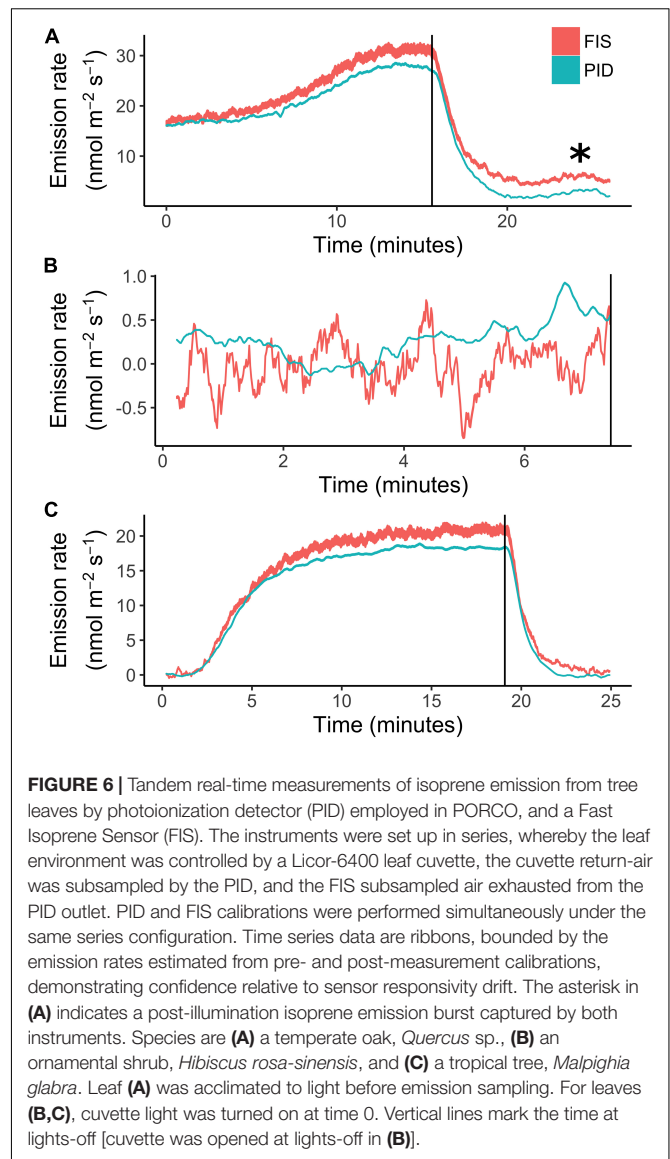 A
FIS
PID
Emission rate
(nmol m⁻² s⁻¹)
30
20
10
*
0
10
20
Time (minutes)
B
Emission rate
(nmol m⁻² s⁻¹)
1.0
0.5
0.0
-0.5
0
2
4
6
Time (minutes)
C
Emission rate
(nmol m⁻² s⁻¹)
20
15
10
5
0
0
5
10
15
20
25
Time (minutes)
FIGURE 6 | Tandem real-time measurements of isoprene emission from tree
leaves by photoionization detector (PID) employed in PORCO, and a Fast
Isoprene Sensor (FIS). The instruments were set up in series, whereby the leaf
environment was controlled by a Licor-6400 leaf cuvette, the cuvette return-air
was subsampled by the PID, and the FIS subsampled air exhausted from the
PID outlet. PID and FIS calibrations were performed simultaneously under the
same series configuration. Time series data are ribbons, bounded by the
emission rates estimated from pre- and post-measurement calibrations,
demonstrating confidence relative to sensor responsivity drift. The asterisk in
(A) indicates a post-illumination isoprene emission burst captured by both
instruments. Species are (A) a temperate oak, Quercus sp., (B) an
ornamental shrub, Hibiscus rosa-sinensis, and (C) a tropical tree, Malpighia
glabra. Leaf (A) was acclimated to light before emission sampling. For leaves
(B,C), cuvette light was turned on at time 0. Vertical lines mark the time at
lights-off [cuvette was opened at lights-off in (B)].